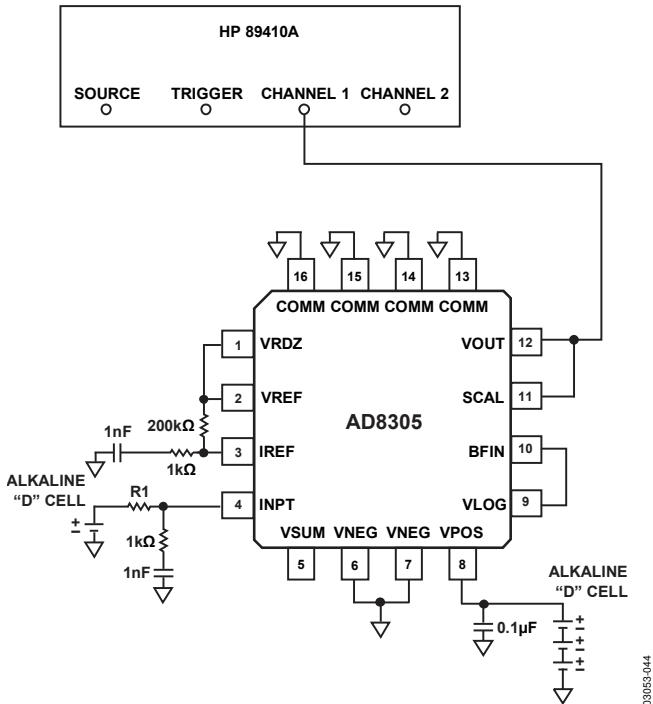 HP 89410A
SOURCE TRIGGER CHANNEL 1 CHANNEL 2
16 15 14 13
COMM COMM COMM COMM
1 VRDZ VOUT 12
2 VREF SCAL 11
200kΩ
AD8305
1nF
3 IREF BFIN 10
1kΩ
ALKALINE
“D” CELL
R1
4 INPT VLOG 9
+
–
1kΩ
VSUM VNEG VNEG VPOS
1nF
5 6 7 8
ALKALINE
“D” CELL
0.1µF
+
–
+
–
+
–
03053-044